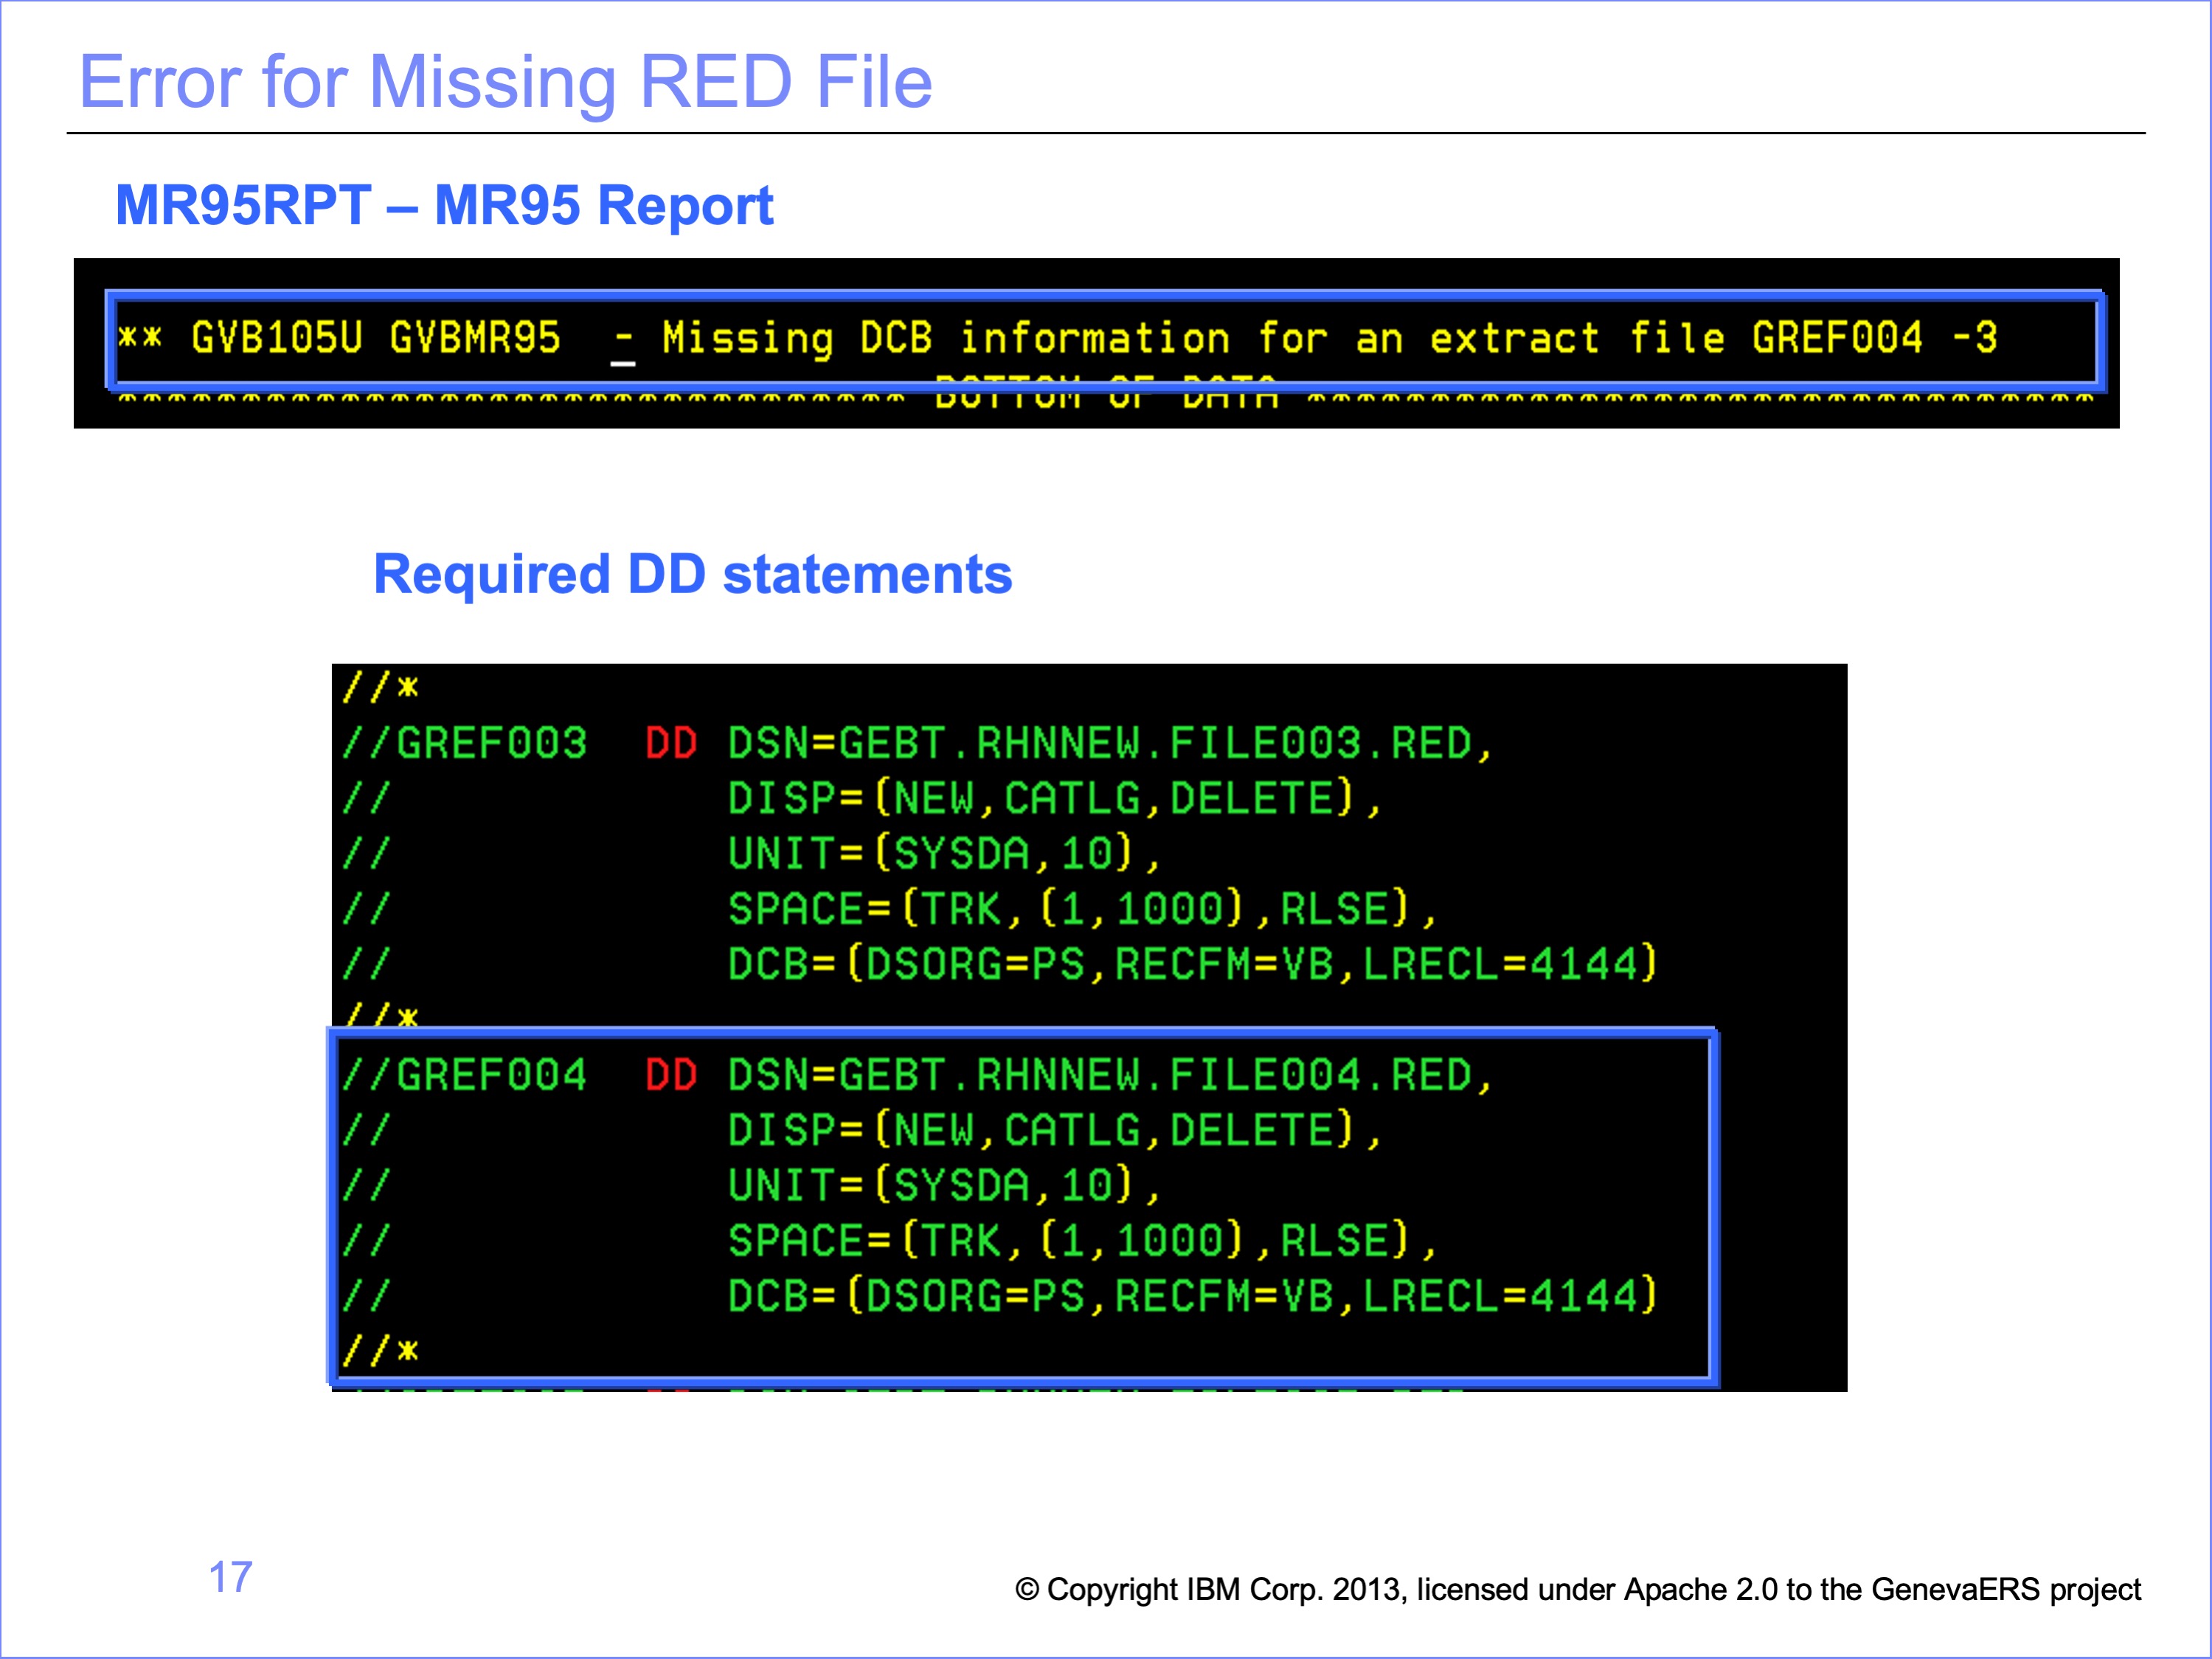 Error for Missing RED File
MR95RPT – MR95 Report
** GVB105U GVBMR95  - Missing DCB information for an extract file GREF004 -3
******************************** BOTTOM OF DATA ********************************
Required DD statements
//*
//GREF003  DD DSN=GEBT.RHNNEW.FILE003.RED,
//            DISP=(NEW,CATLG,DELETE),
//            UNIT=(SYSDA,10),
//            SPACE=(TRK,(1,1000),RLSE),
//            DCB=(DSORG=PS,RECFM=VB,LRECL=4144)
//*
//GREF004  DD DSN=GEBT.RHNNEW.FILE004.RED,
//            DISP=(NEW,CATLG,DELETE),
//            UNIT=(SYSDA,10),
//            SPACE=(TRK,(1,1000),RLSE),
//            DCB=(DSORG=PS,RECFM=VB,LRECL=4144)
//*
17
© Copyright IBM Corp. 2013, licensed under Apache 2.0 to the GenevaERS project